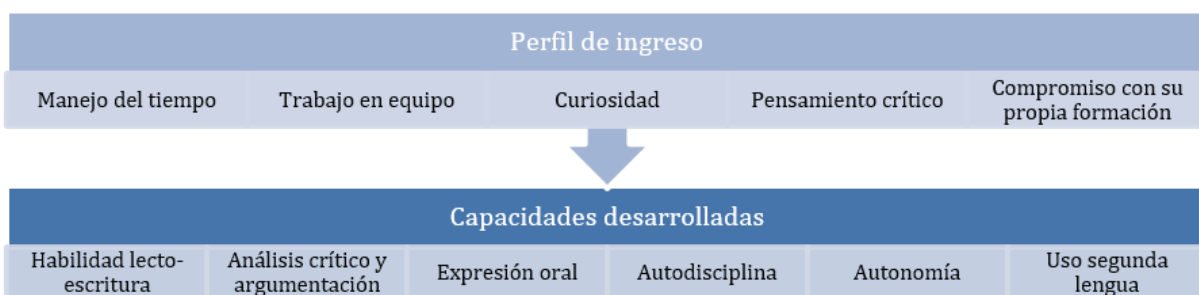 Perfil de ingreso
Manejo del tiempo
Trabajo en equipo
Curiosidad
Pensamiento crítico
Compromiso con su
propia formación
Capacidades desarrolladas
Habilidad lecto-
escritura
Análisis crítico y
argumentación
Expresión oral
Autodisciplina
Autonomía
Uso segunda
lengua